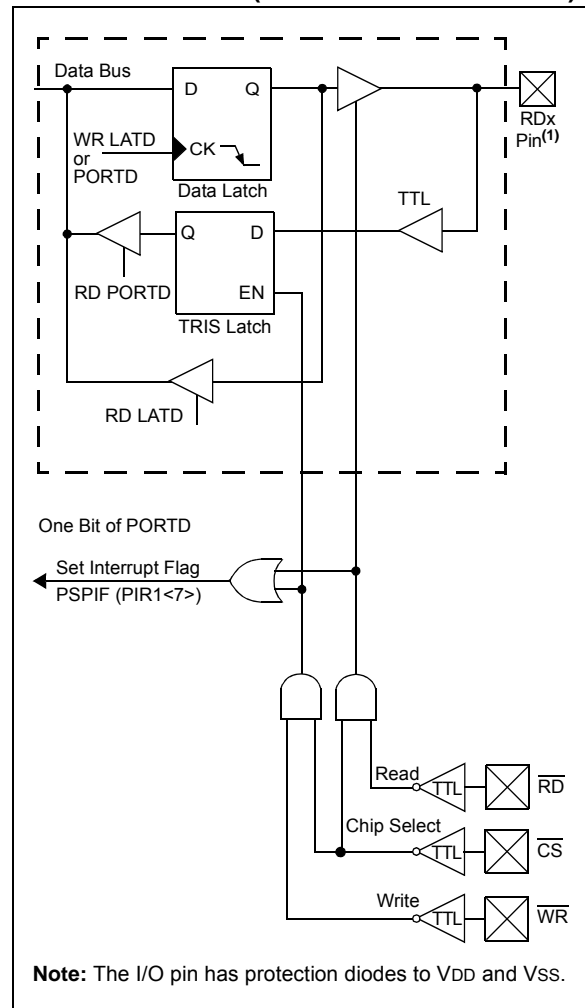 Data Bus
D Q
RDx
Pin(1)
WR LATD
or
PORTD
CK
Data Latch
TTL
Q D
RD PORTD
EN
TRIS Latch
RD LATD
One Bit of PORTD
Set Interrupt Flag
PSPIF (PIR1<7>)
Read
TTL
RD
Chip Select
TTL
CS
Write
TTL
WR
Note: The I/O pin has protection diodes to VDD and VSS.